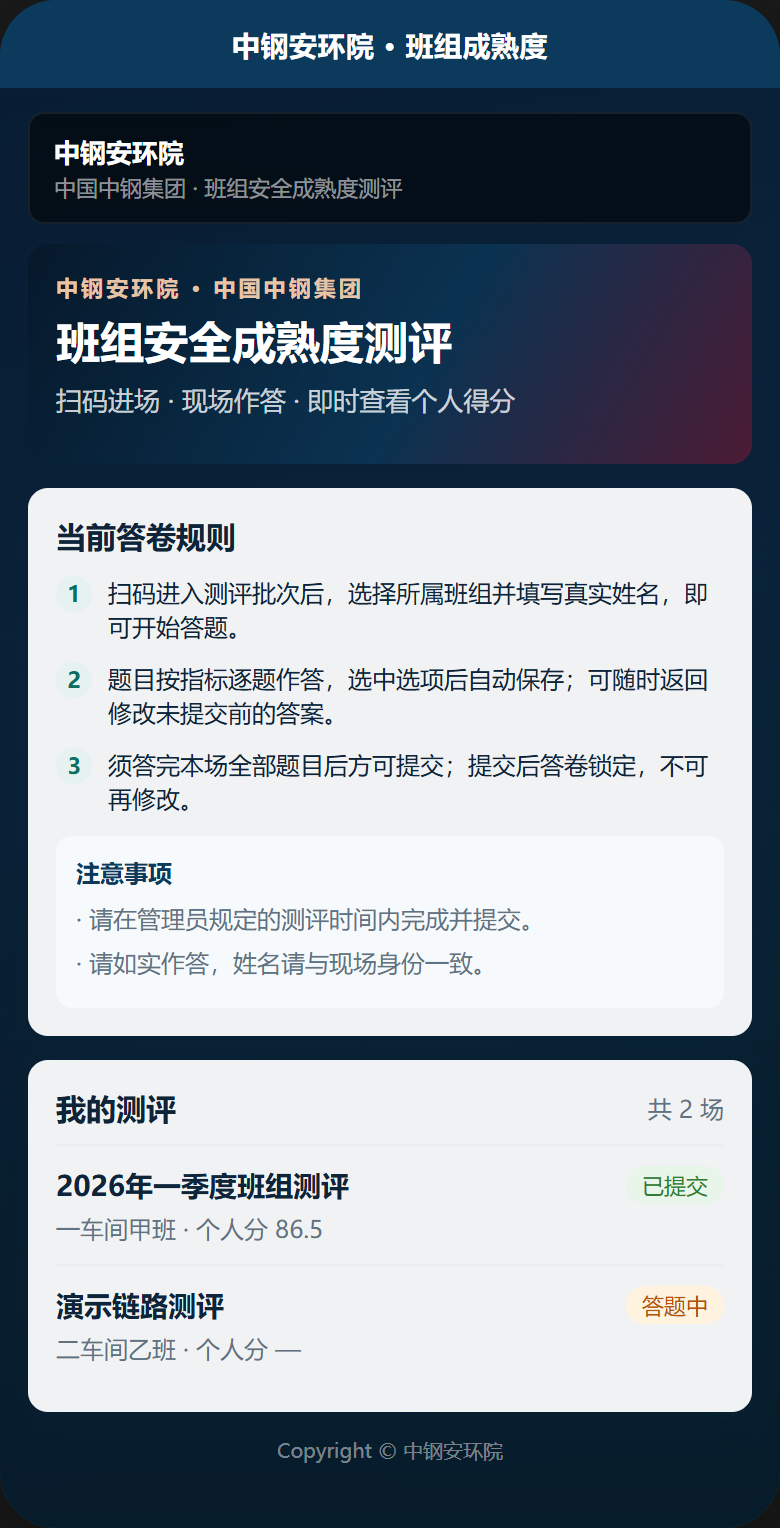 中钢安环院 • 班组成熟度
中钢安环院
中国中钢集团 · 班组安全成熟度测评
中钢安环院 • 中国中钢集团
班组安全成熟度测评
扫码进场 · 现场作答 · 即时查看个人得分
当前答卷规则
1 扫码进入测评批次后，选择所属班组并填写真实姓名，即
可开始答题。
2 题目按指标逐题作答，选中选项后自动保存；可随时返回
修改未提交前的答案。
3 须答完本场全部题目后方可提交；提交后答卷锁定，不可
再修改。
注意事项
· 请在管理员规定的测评时间内完成并提交。
· 请如实作答，姓名请与现场身份一致。
我的测评 共 2 场
2026年一季度班组测评 已提交
一车间甲班 · 个人分 86.5
演示链路测评 答题中
二车间乙班 · 个人分 —
Copyright © 中钢安环院